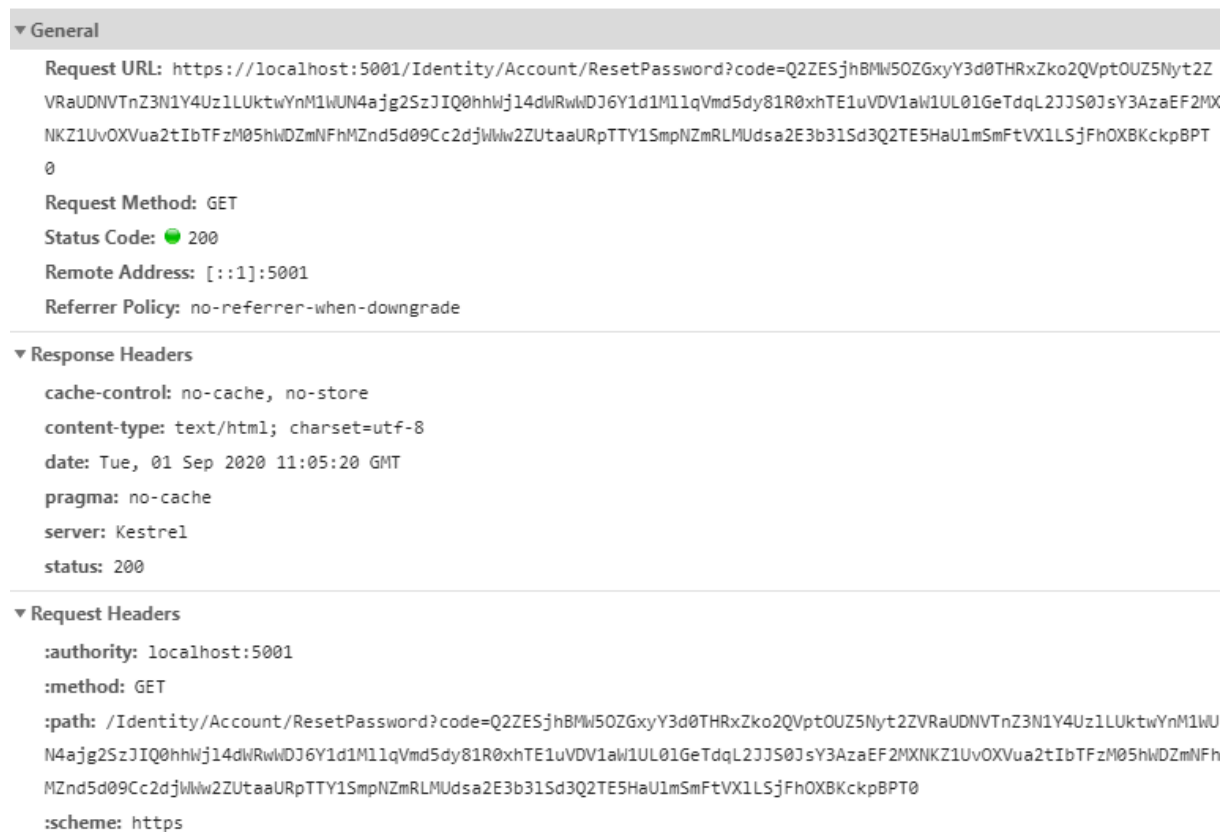 General
Request URL: https://localhost:5001/Identity/Account/ResetPassword?code=Q2ZESjhBMW5OZGxyY3d0THRxZko2QVptOUZ5Nyt2Z
VRaUDNVTnZ3N1Y4UzlLUktwYnM1WUN4ajg2SzJIQ0hhWjl4dWRwWDJ6Y1d1MllqVmd5dy81R0xhTE1uVDV1aW1UL0lGeTdqL2JJS0JsY3AzaEF2MX
NKZ1UvOXVua2tIbTFzM05hWDZmNFhMZnd5d09Cc2djWWw2ZUtaaURpTTY1SmpNZmRLMUdsa2E3b3lSd3Q2TE5HaUlmSmFtVXlLSjFhOXBKckpBPT
0
Request Method: GET
Status Code: 200
Remote Address: [::1]:5001
Referrer Policy: no-referrer-when-downgrade
Response Headers
cache-control: no-cache, no-store
content-type: text/html; charset=utf-8
date: Tue, 01 Sep 2020 11:05:20 GMT
pragma: no-cache
server: Kestrel
status: 200
Request Headers
:authority: localhost:5001
:method: GET
:path: /Identity/Account/ResetPassword?code=Q2ZESjhBMW5OZGxyY3d0THRxZko2QVptOUZ5Nyt2ZVRaUDNVTnZ3N1Y4UzlLUktwYnM1WU
N4ajg2SzJIQ0hhWjl4dWRwWDJ6Y1d1MllqVmd5dy81R0xhTE1uVDV1aW1UL0lGeTdqL2JJS0JsY3AzaEF2MXNKZ1UvOXVua2tIbTFzM05hWDZmNFh
MZnd5d09Cc2djWWw2ZUtaaURpTTY1SmpNZmRLMUdsa2E3b3lSd3Q2TE5HaUlmSmFtVXlLSjFhOXBKckpBPT0
:scheme: https